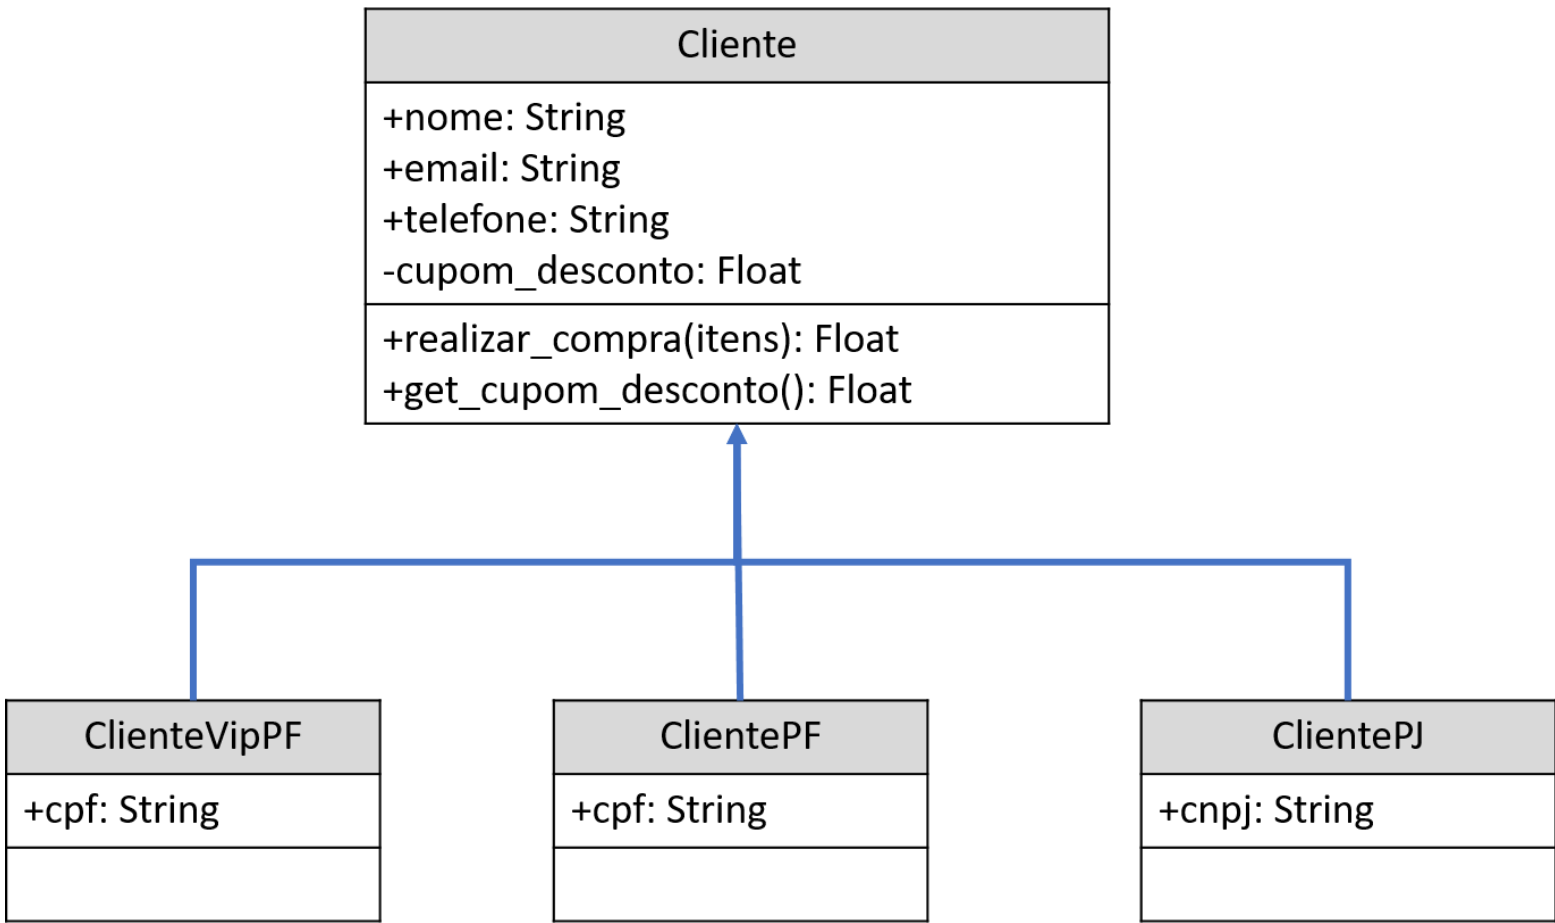 Cliente
+nome: String
+email: String
+telefone: String
-cupom_desconto: Float
+realizar_compra(itens): Float
+get_cupom_desconto(): Float
ClienteVipPF
+cpf: String
ClientePF
+cpf: String
ClientePJ
+cnpj: String